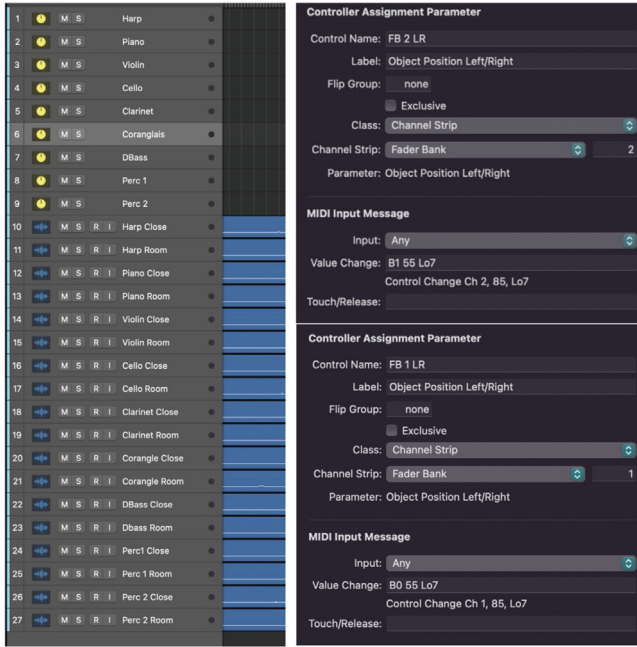 1 M S Harp
2 M S Piano
3 M S Violin
4 M S Cello
5 M S Clarinet
6 M S Coranglais
7 M S DBass
8 M S Perc 1
9 M S Perc 2
10 M S R I Harp Close
11 M S R I Harp Room
12 M S R I Piano Close
13 M S R I Piano Room
14 M S R I Violin Close
15 M S R I Violin Room
16 M S R I Cello Close
17 M S R I Cello Room
18 M S R I Clarinet Close
19 M S R I Clarinet Room
20 M S R I Corangle Close
21 M S R I Corangle Room
22 M S R I DBass Close
23 M S R I Dbass Room
24 M S R I Perc1 Close
25 M S R I Perc 1 Room
26 M S R I Perc 2 Close
27 M S R I Perc 2 Room
Controller Assignment Parameter
Control Name: FB 2 LR
Label: Object Position Left/Right
Flip Group: none
Exclusive
Class: Channel Strip
Channel Strip: Fader Bank 2
Parameter: Object Position Left/Right
MIDI Input Message
Input: Any
Value Change: B1 55 Lo7
Control Change Ch 2, 85, Lo7
Touch/Release:
Controller Assignment Parameter
Control Name: FB 1 LR
Label: Object Position Left/Right
Flip Group: none
Exclusive
Class: Channel Strip
Channel Strip: Fader Bank 1
Parameter: Object Position Left/Right
MIDI Input Message
Input: Any
Value Change: B0 55 Lo7
Control Change Ch 1, 85, Lo7
Touch/Release: